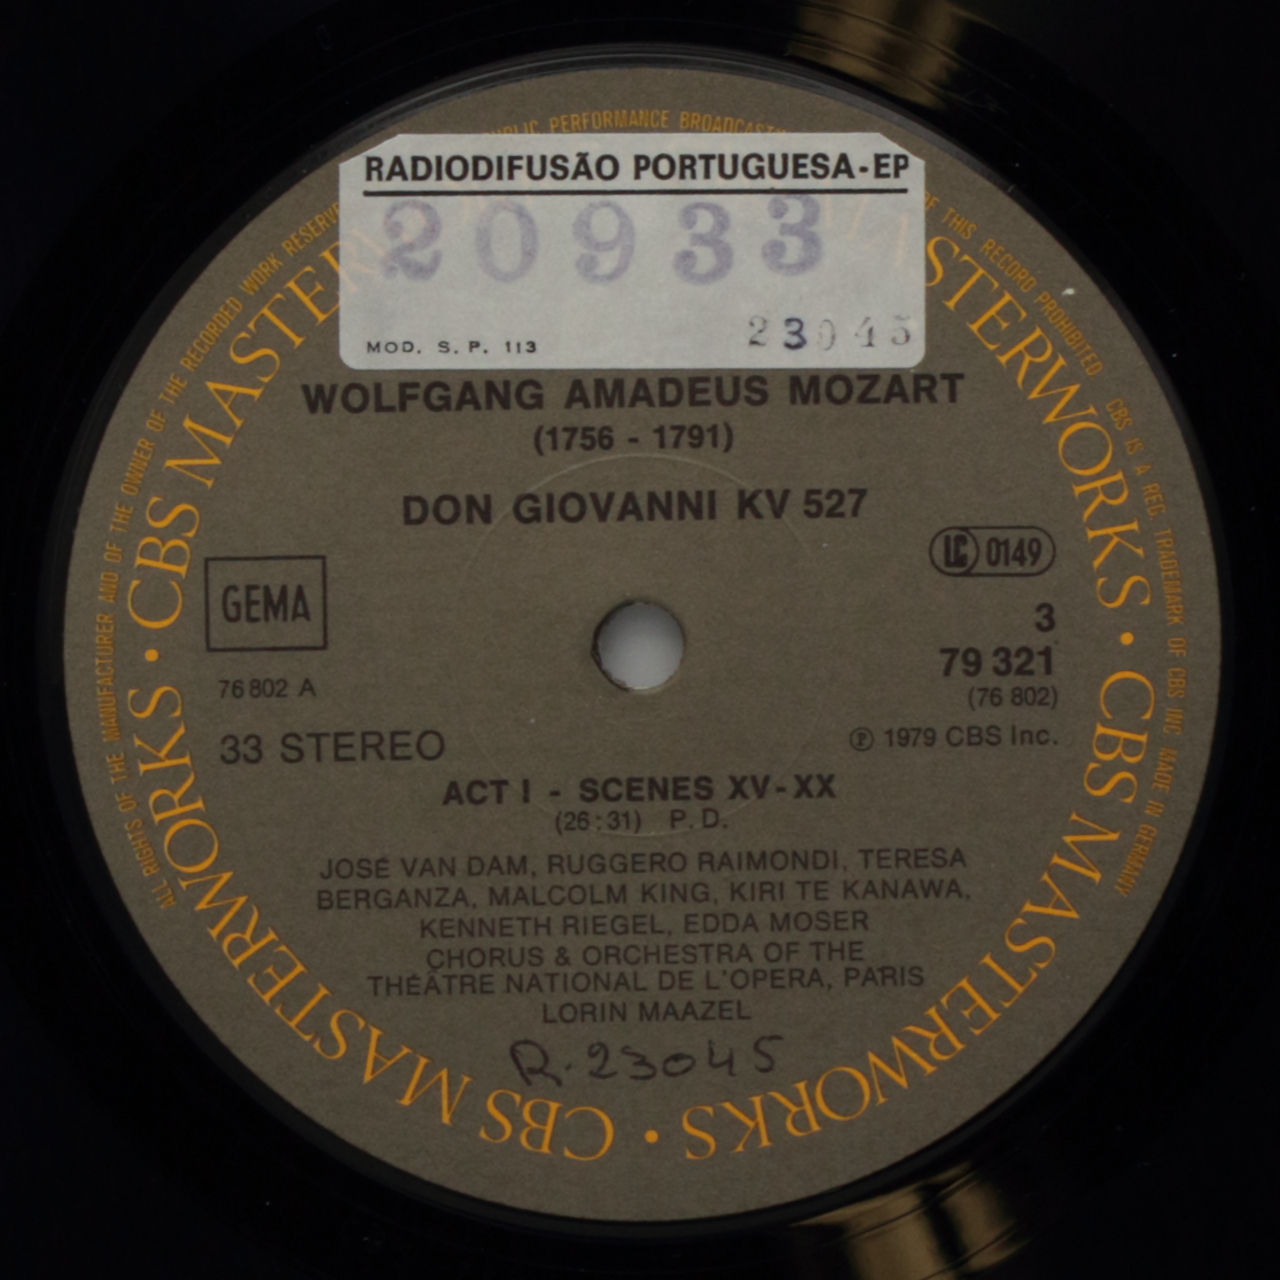 PUBLIC PERFORMANCE BROADCASTING
RADIODIFUSÃO PORTUGUESA-EP
20933
MOD. S. P. 113
23045
WOLFGANG AMADEUS MOZART
(1756 - 1791)
DON GIOVANNI KV 527
GEMA
LC 0149
3
79 321
(76 802)
℗ 1979 CBS Inc.
76 802 A
33 STEREO
ACT I - SCENES XV-XX
(26:31) P.D.
JOSÉ VAN DAM, RUGGERO RAIMONDI, TERESA
BERGANZA, MALCOLM KING, KIRI TE KANAWA,
KENNETH RIEGEL, EDDA MOSER
CHORUS & ORCHESTRA OF THE
THÉÂTRE NATIONAL DE L'OPERA, PARIS
LORIN MAAZEL
R. 23045
CBS MASTERWORKS • CBS MASTERWORKS • CBS MASTERWORKS •
ALL RIGHTS OF THE MANUFACTURER AND OF THE OWNER OF THE RECORDED WORK RESERVED
OF THIS RECORD PROHIBITED
CBS IS A REG. TRADEMARK OF CBS INC. MADE IN GERMANY